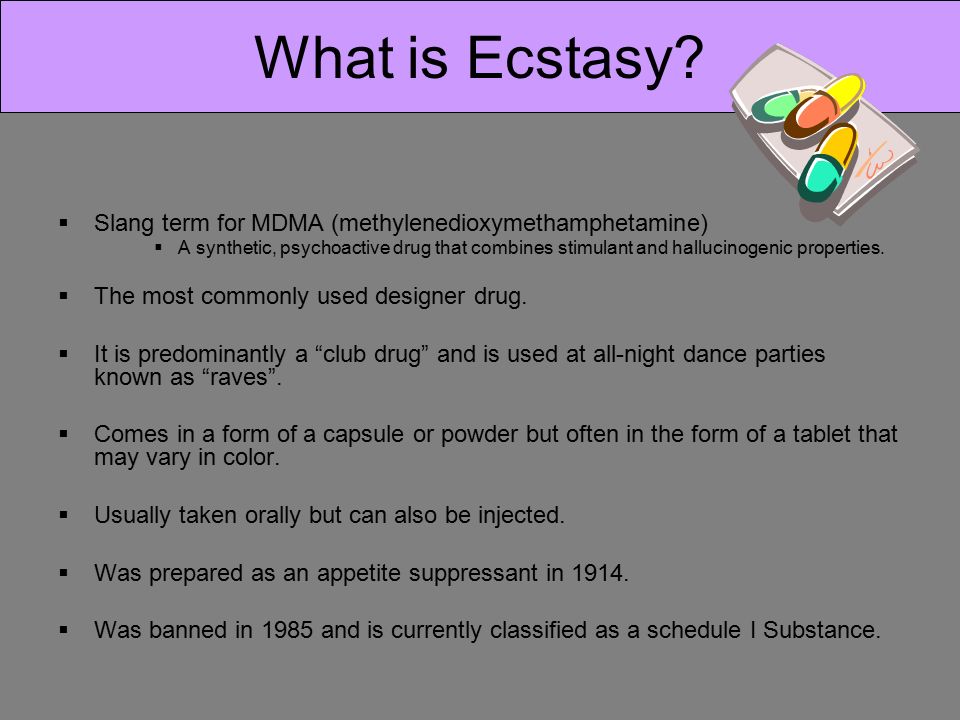 What is Ecstasy?
▪ Slang term for MDMA (methylenedioxymethamphetamine)
▪ A synthetic, psychoactive drug that combines stimulant and hallucinogenic properties.
▪ The most commonly used designer drug.
▪ It is predominantly a “club drug” and is used at all-night dance parties
known as “raves”.
▪ Comes in a form of a capsule or powder but often in the form of a tablet that
may vary in color.
▪ Usually taken orally but can also be injected.
▪ Was prepared as an appetite suppressant in 1914.
▪ Was banned in 1985 and is currently classified as a schedule I Substance.